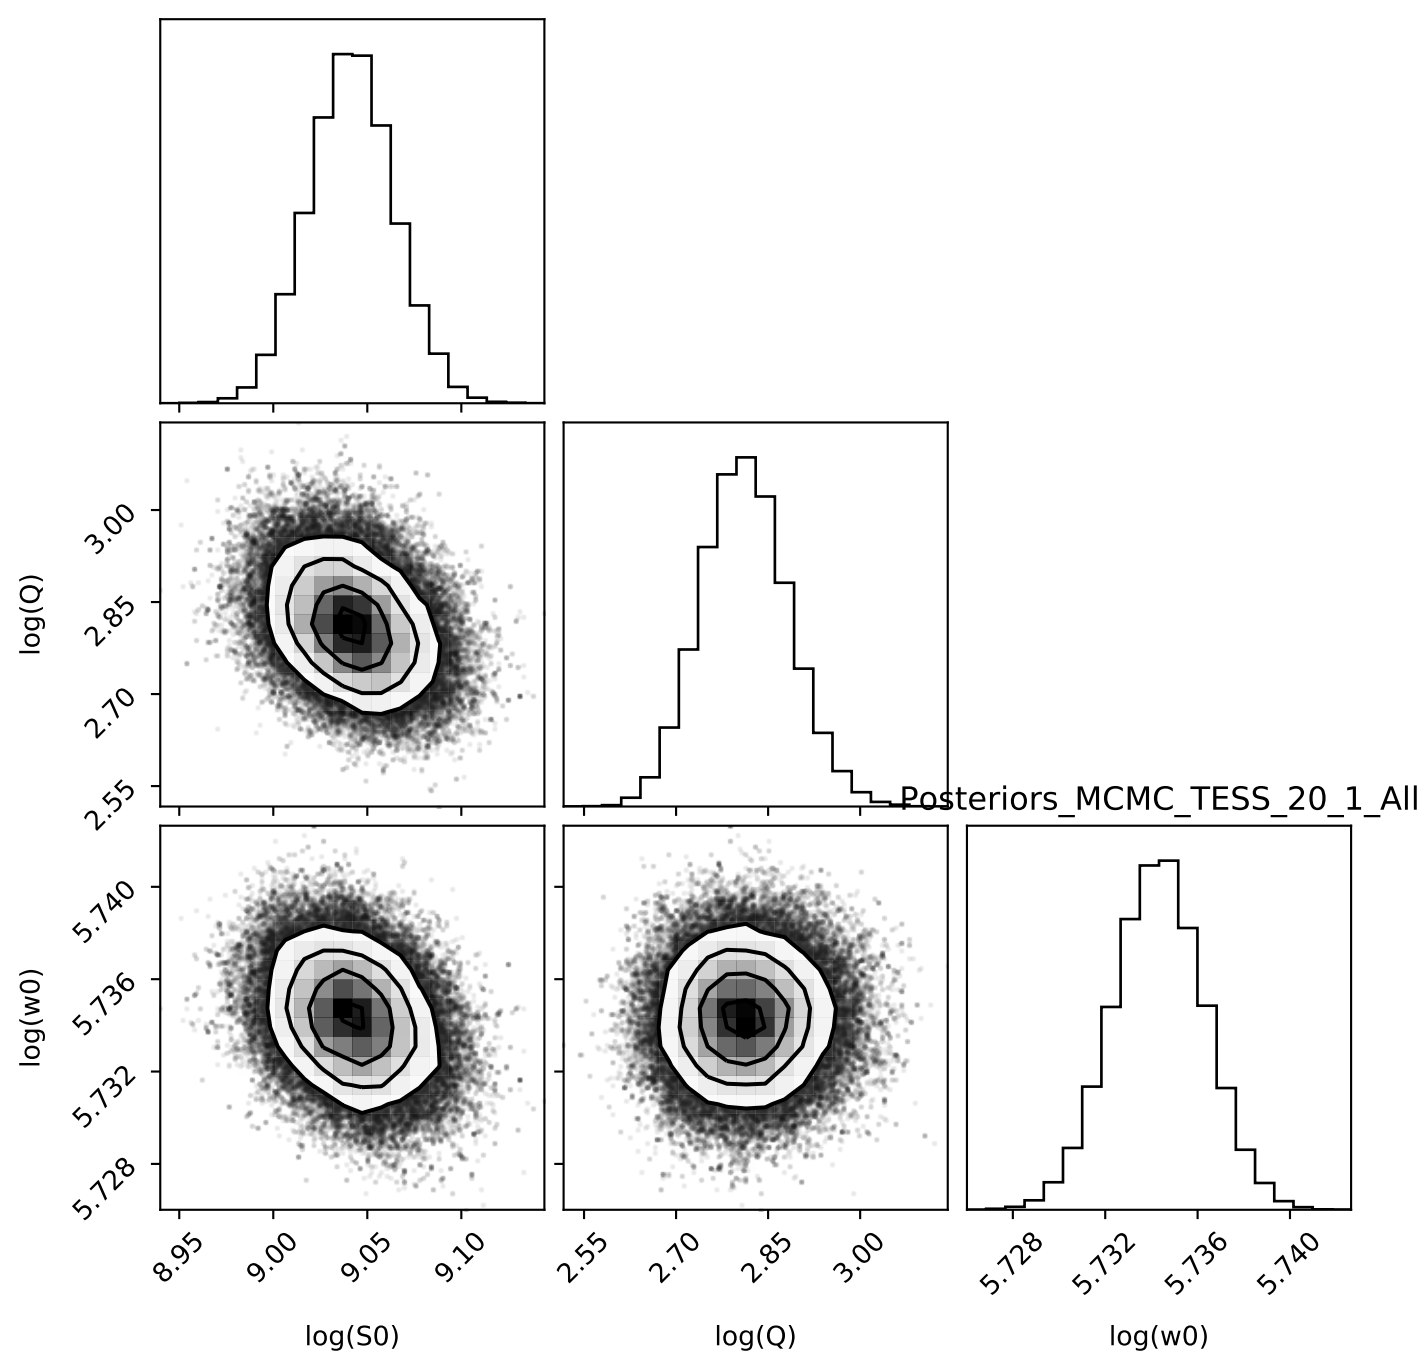 3.00
2.85
2.70
2.55
log(Q)
Posteriors_MCMC_TESS_20_1_All
5.740
5.736
5.732
5.728
log(w0)
8.95 9.00 9.05 9.10 2.55 2.70 2.85 3.00 5.728 5.732 5.736 5.740
log(S0) log(Q) log(w0)